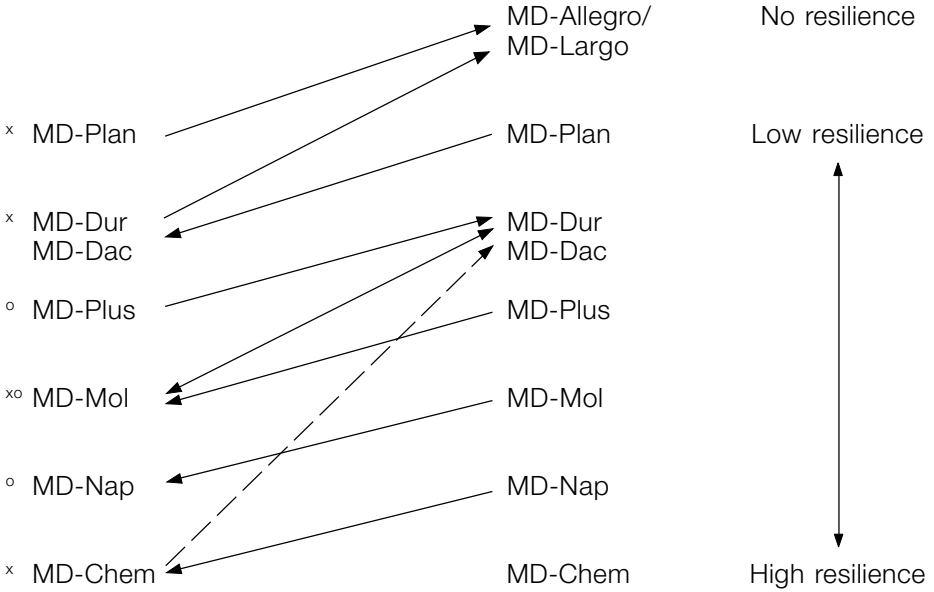 MD-Allegro/ No resilience
MD-Largo
x MD-Plan MD-Plan Low resilience
x MD-Dur MD-Dur
MD-Dac MD-Dac
o MD-Plus MD-Plus
xo MD-Mol MD-Mol
o MD-Nap MD-Nap
x MD-Chem MD-Chem High resilience